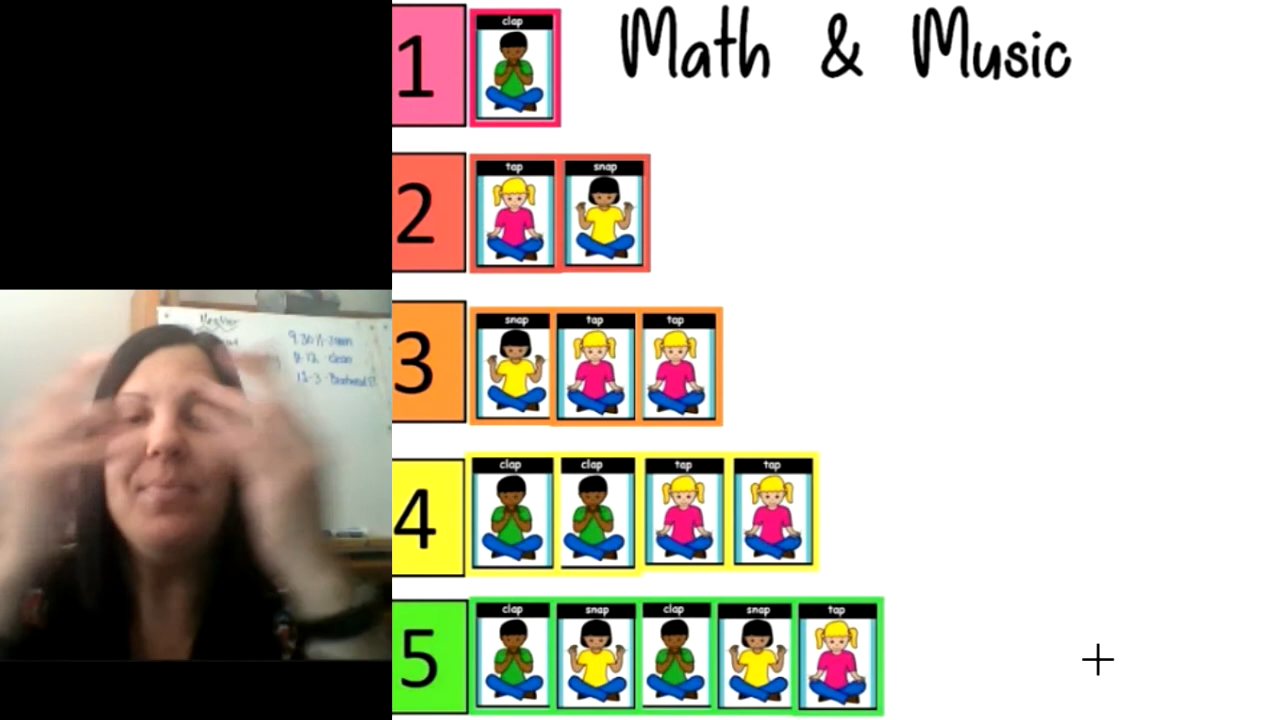 Math & Music
1
clap
2
tap snap
3
snap tap tap
4
clap clap tap tap
5
clap snap clap snap tap
clean